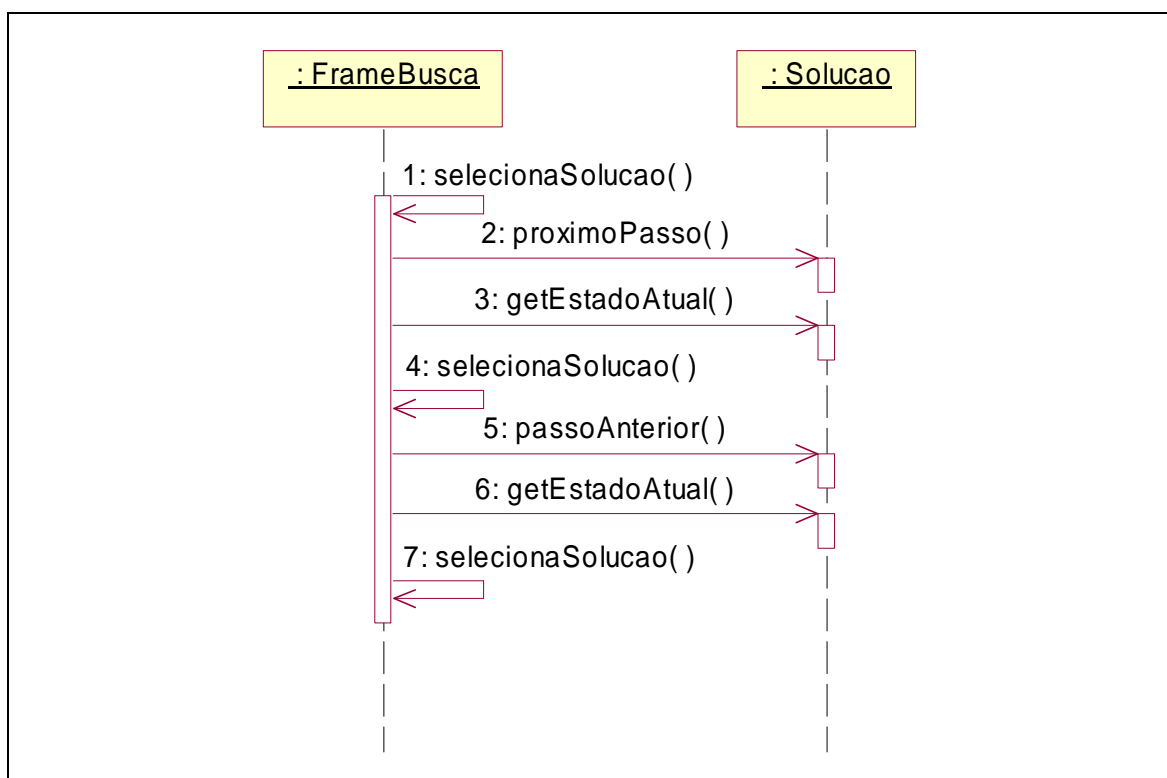 : FrameBusca
: Solucao
1: selecionaSolucao( )
2: proximoPasso( )
3: getEstadoAtual( )
4: selecionaSolucao( )
5: passoAnterior( )
6: getEstadoAtual( )
7: selecionaSolucao( )